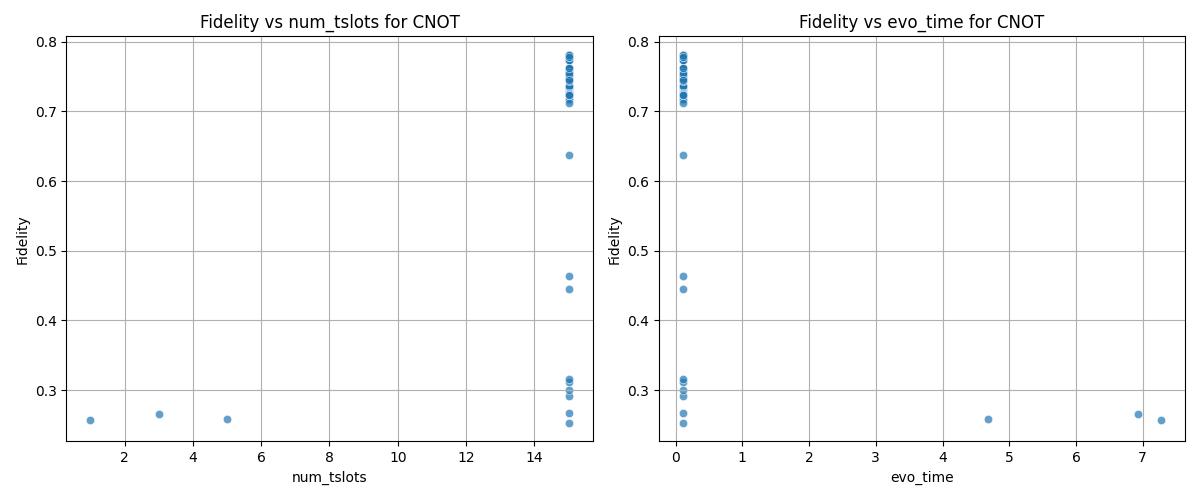 Fidelity vs num_tslots for CNOT
Fidelity
0.8
0.7
0.6
0.5
0.4
0.3
2 4 6 8 10 12 14
num_tslots
Fidelity vs evo_time for CNOT
Fidelity
0.8
0.7
0.6
0.5
0.4
0.3
0 1 2 3 4 5 6 7
evo_time